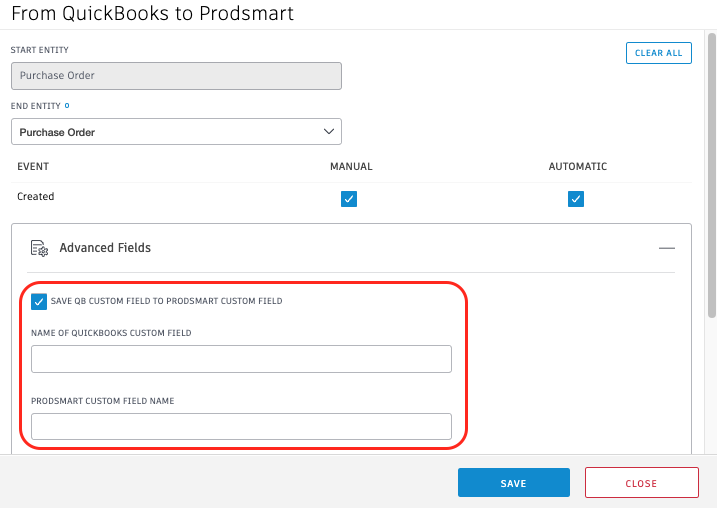 From QuickBooks to Prodsmart
START ENTITY
CLEAR ALL
Purchase Order
END ENTITY
Purchase Order
EVENT MANUAL AUTOMATIC
Created
Advanced Fields
SAVE QB CUSTOM FIELD TO PRODSMART CUSTOM FIELD
NAME OF QUICKBOOKS CUSTOM FIELD
PRODSMART CUSTOM FIELD NAME
SAVE CLOSE